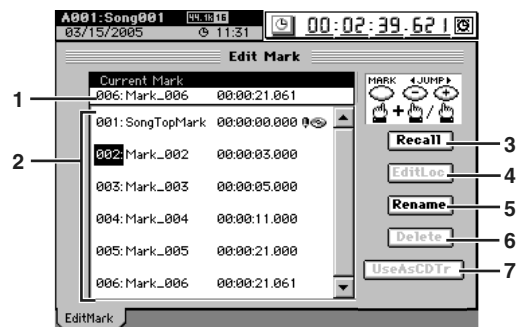 A001:Song001 44.1K 16
03/15/2005 11:31
00:02:39.621
Edit Mark
Current Mark
006:Mark_006 00:00:21.061
001:SongTopMark 00:00:00.000
002:Mark_002 00:00:03.000
003:Mark_003 00:00:05.000
004:Mark_004 00:00:11.000
005:Mark_005 00:00:21.000
006:Mark_006 00:00:21.061
MARK JUMP
+ /
Recall
EditLoc
Rename
Delete
UseAsCDTr
EditMark
1
2
3
4
5
6
7